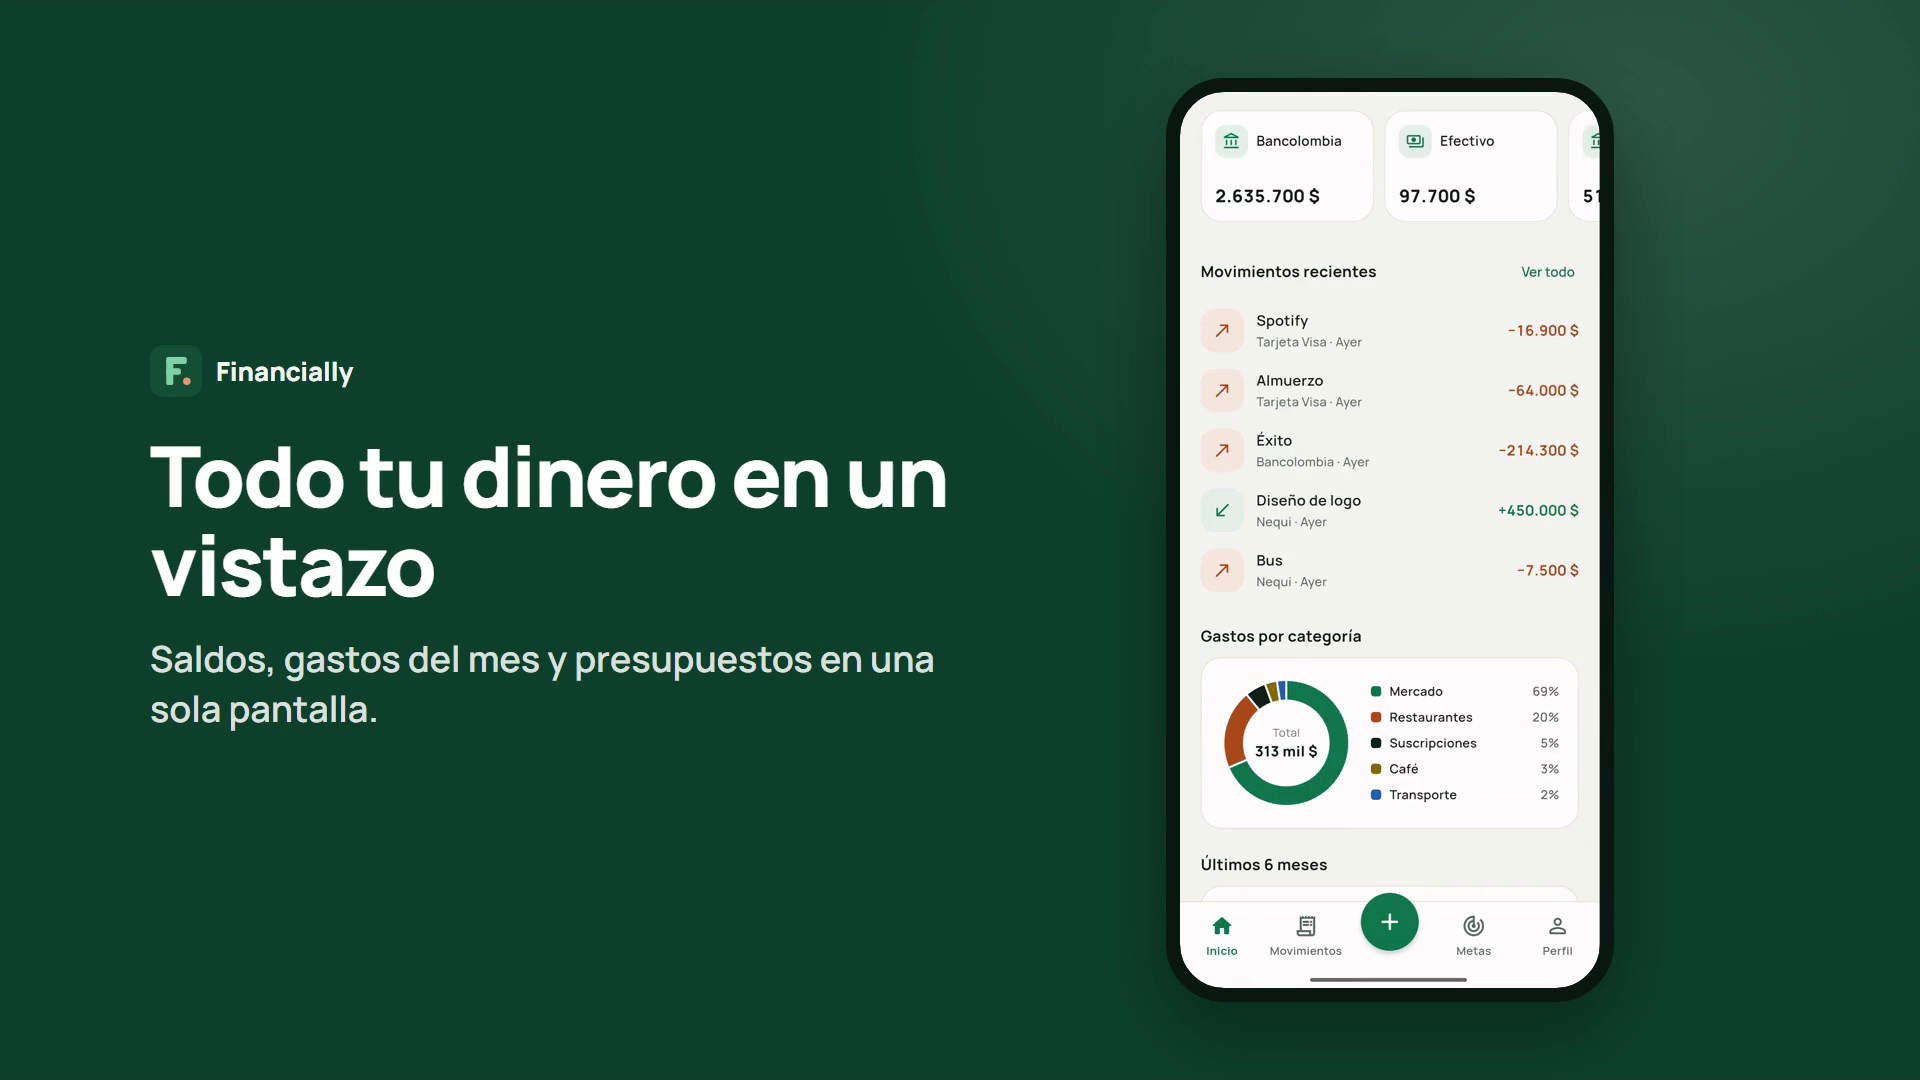 Financially
Todo tu dinero en un
vistazo
Saldos, gastos del mes y presupuestos en una
sola pantalla.
Bancolombia
2.635.700 $
Efectivo
97.700 $
51
Movimientos recientes
Ver todo
Spotify
Tarjeta Visa · Ayer
−16.900 $
Almuerzo
Tarjeta Visa · Ayer
−64.000 $
Éxito
Bancolombia · Ayer
−214.300 $
Diseño de logo
Nequi · Ayer
+450.000 $
Bus
Nequi · Ayer
−7.500 $
Gastos por categoría
Total
313 mil $
Mercado 69%
Restaurantes 20%
Suscripciones 5%
Café 3%
Transporte 2%
Últimos 6 meses
Inicio
Movimientos
Metas
Perfil